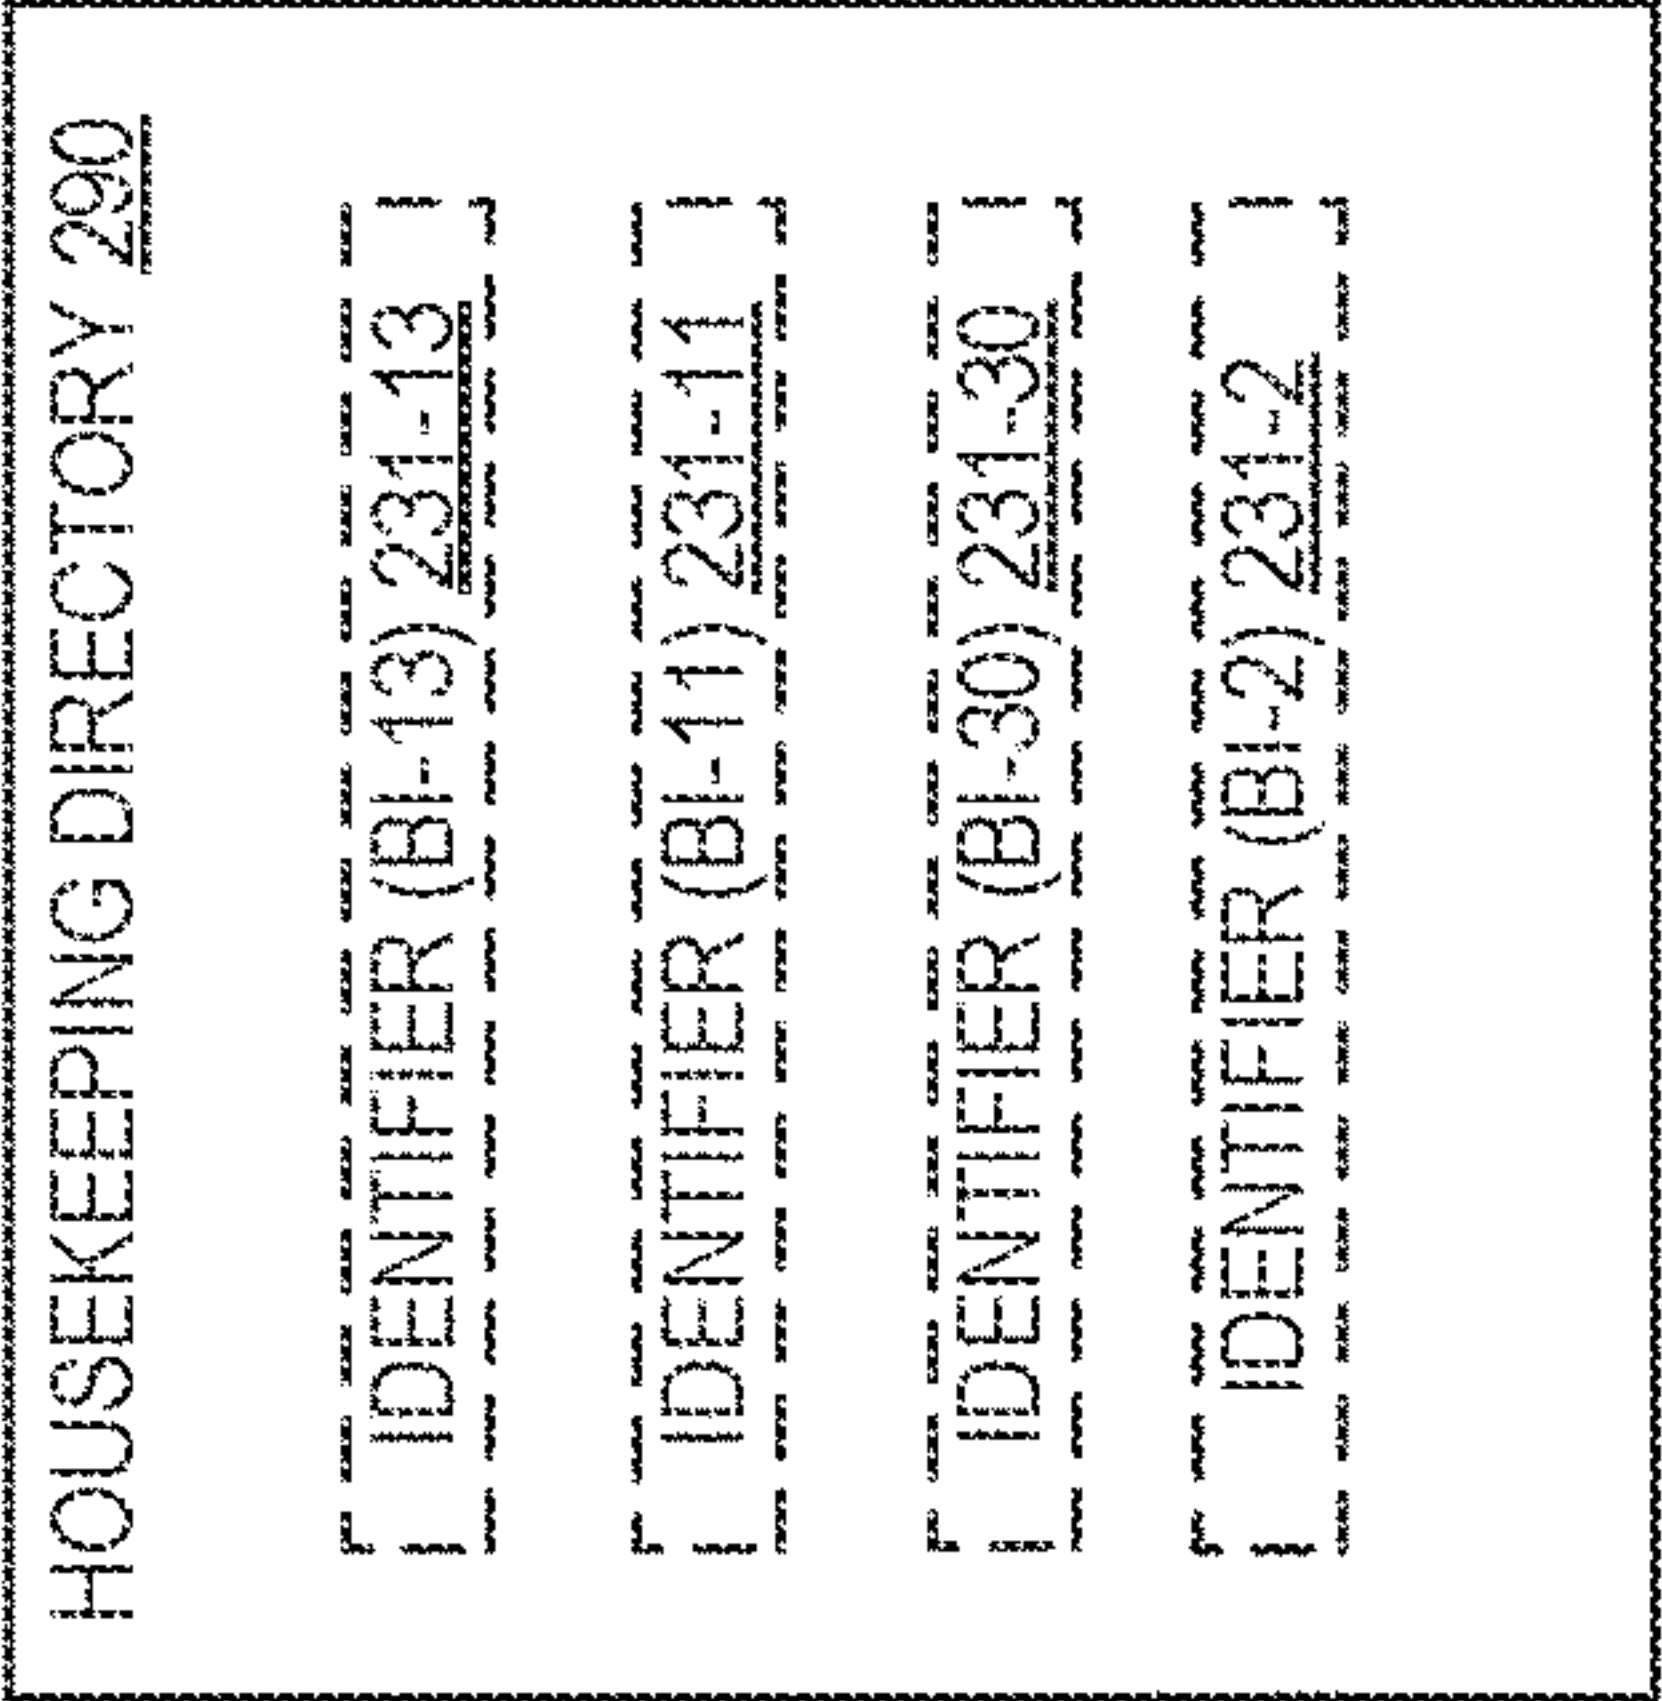 HOUSEKEEPING DIRECTORY 290
IDENTIFIER (BI-13) 231-13
IDENTIFIER (BI-11) 231-11
IDENTIFIER (BI-30) 231-30
IDENTIFIER (BI-2) 231-2